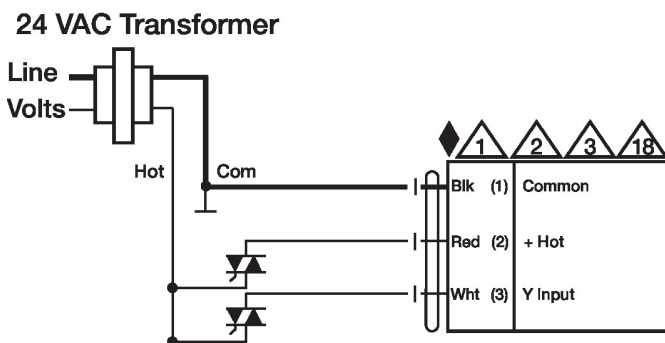 24 VAC Transformer
Line
Volts
Hot
Com
1 2 3 18
Blk (1) Common
Red (2) + Hot
Wht (3) Y Input